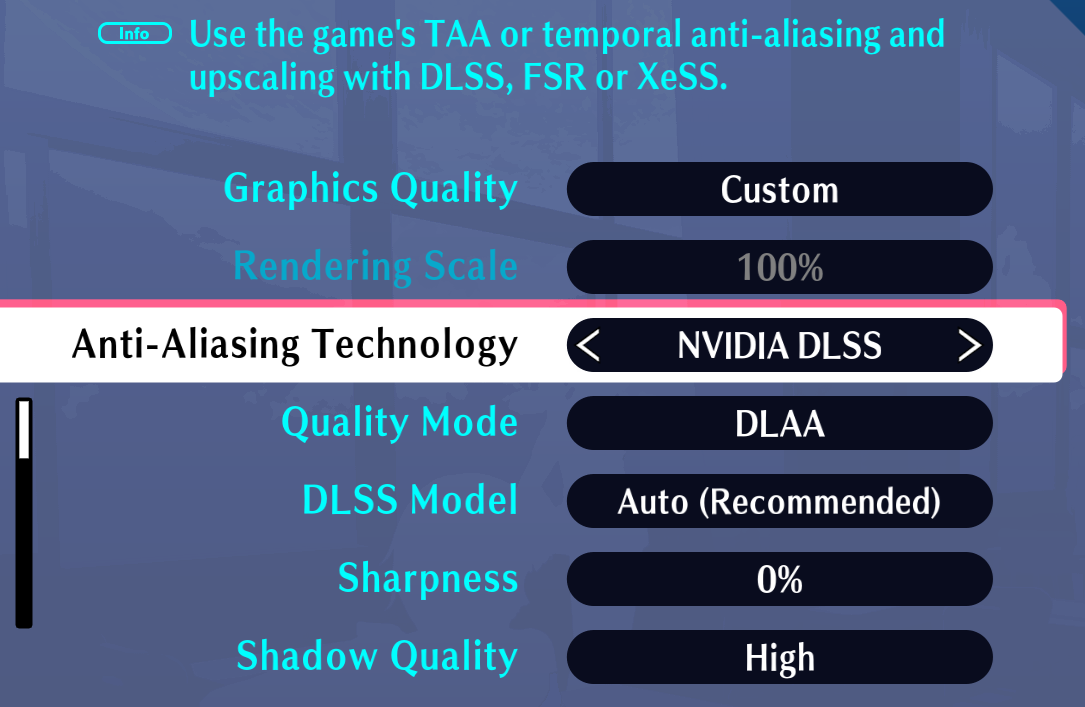 Info
Use the game's TAA or temporal anti-aliasing and
upscaling with DLSS, FSR or XeSS.
Graphics Quality Custom
Rendering Scale 100%
Anti-Aliasing Technology < NVIDIA DLSS >
Quality Mode DLAA
DLSS Model Auto (Recommended)
Sharpness 0%
Shadow Quality High